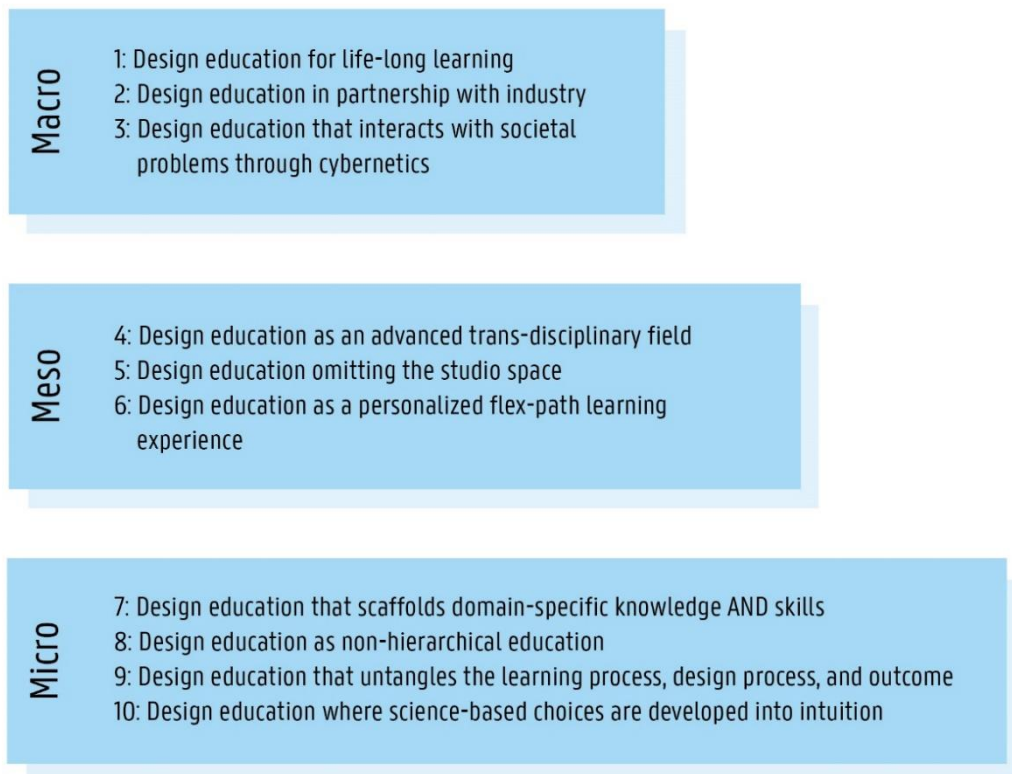 Macro
1: Design education for life-long learning
2: Design education in partnership with industry
3: Design education that interacts with societal
problems through cybernetics
Meso
4: Design education as an advanced trans-disciplinary field
5: Design education omitting the studio space
6: Design education as a personalized flex-path learning
experience
Micro
7: Design education that scaffolds domain-specific knowledge AND skills
8: Design education as non-hierarchical education
9: Design education that untangles the learning process, design process, and outcome
10: Design education where science-based choices are developed into intuition